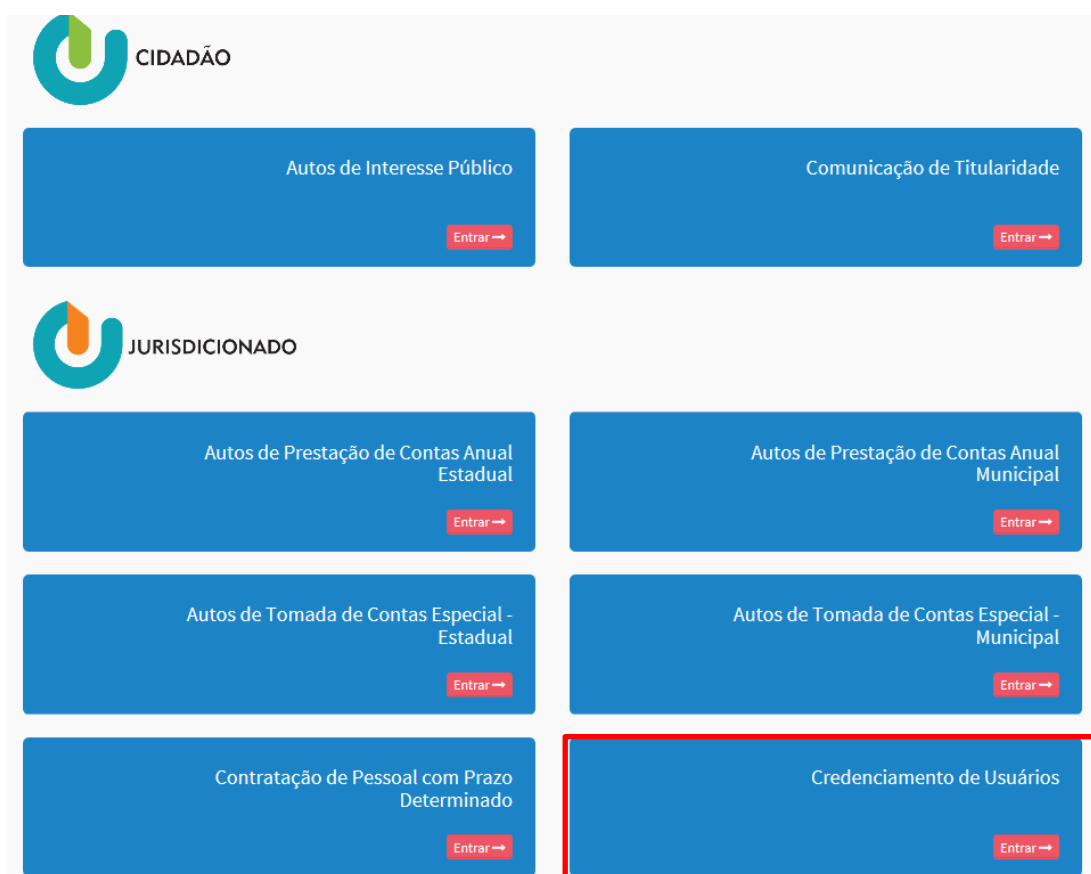 CIDADÃO
Autos de Interesse Público
Entrar
Comunicação de Titularidade
Entrar
JURISDICIONADO
Autos de Prestação de Contas Anual
Estadual
Entrar
Autos de Prestação de Contas Anual
Municipal
Entrar
Autos de Tomada de Contas Especial -
Estadual
Entrar
Autos de Tomada de Contas Especial -
Municipal
Entrar
Contratação de Pessoal com Prazo
Determinado
Entrar
Credenciamento de Usuários
Entrar